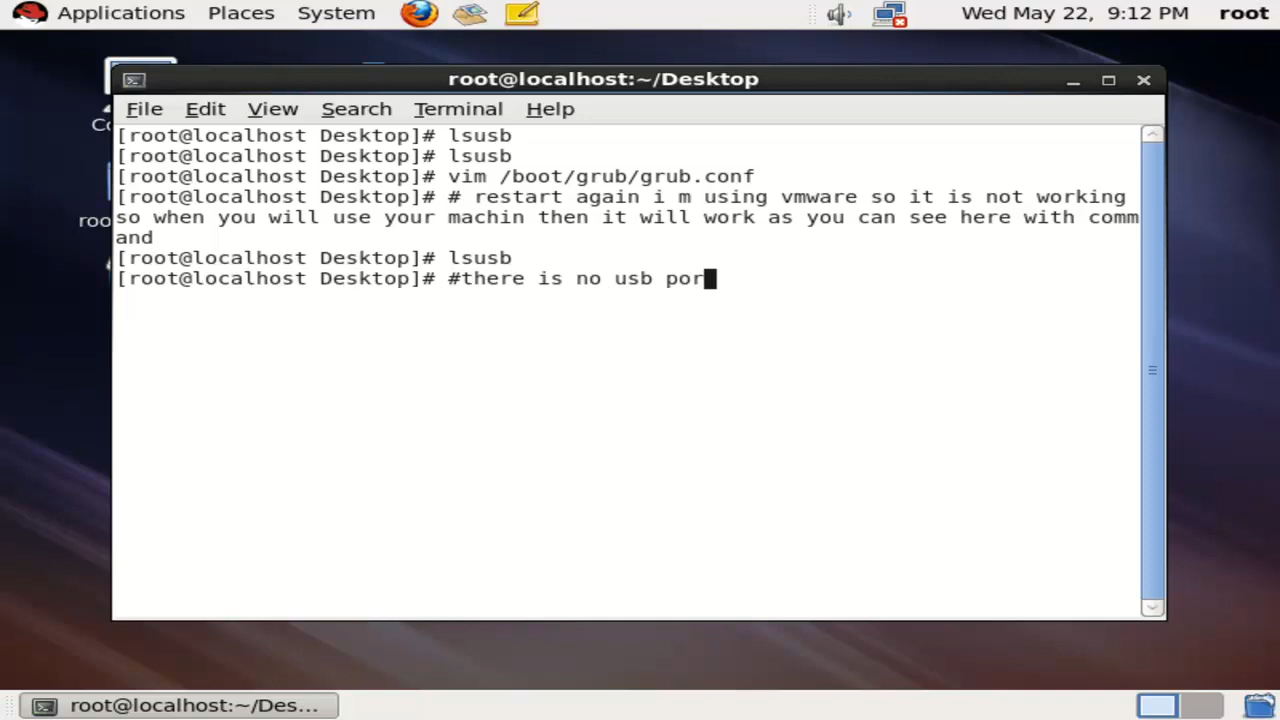 Applications Places System Wed May 22, 9:12 PM root
root@localhost:~/Desktop
File Edit View Search Terminal Help
[root@localhost Desktop]# lsusb
[root@localhost Desktop]# lsusb
[root@localhost Desktop]# vim /boot/grub/grub.conf
[root@localhost Desktop]# # restart again i m using vmware so it is not working
so when you will use your machin then it will work as you can see here with comm
and
[root@localhost Desktop]# lsusb
[root@localhost Desktop]# #there is no usb por
root@localhost:~/Des...